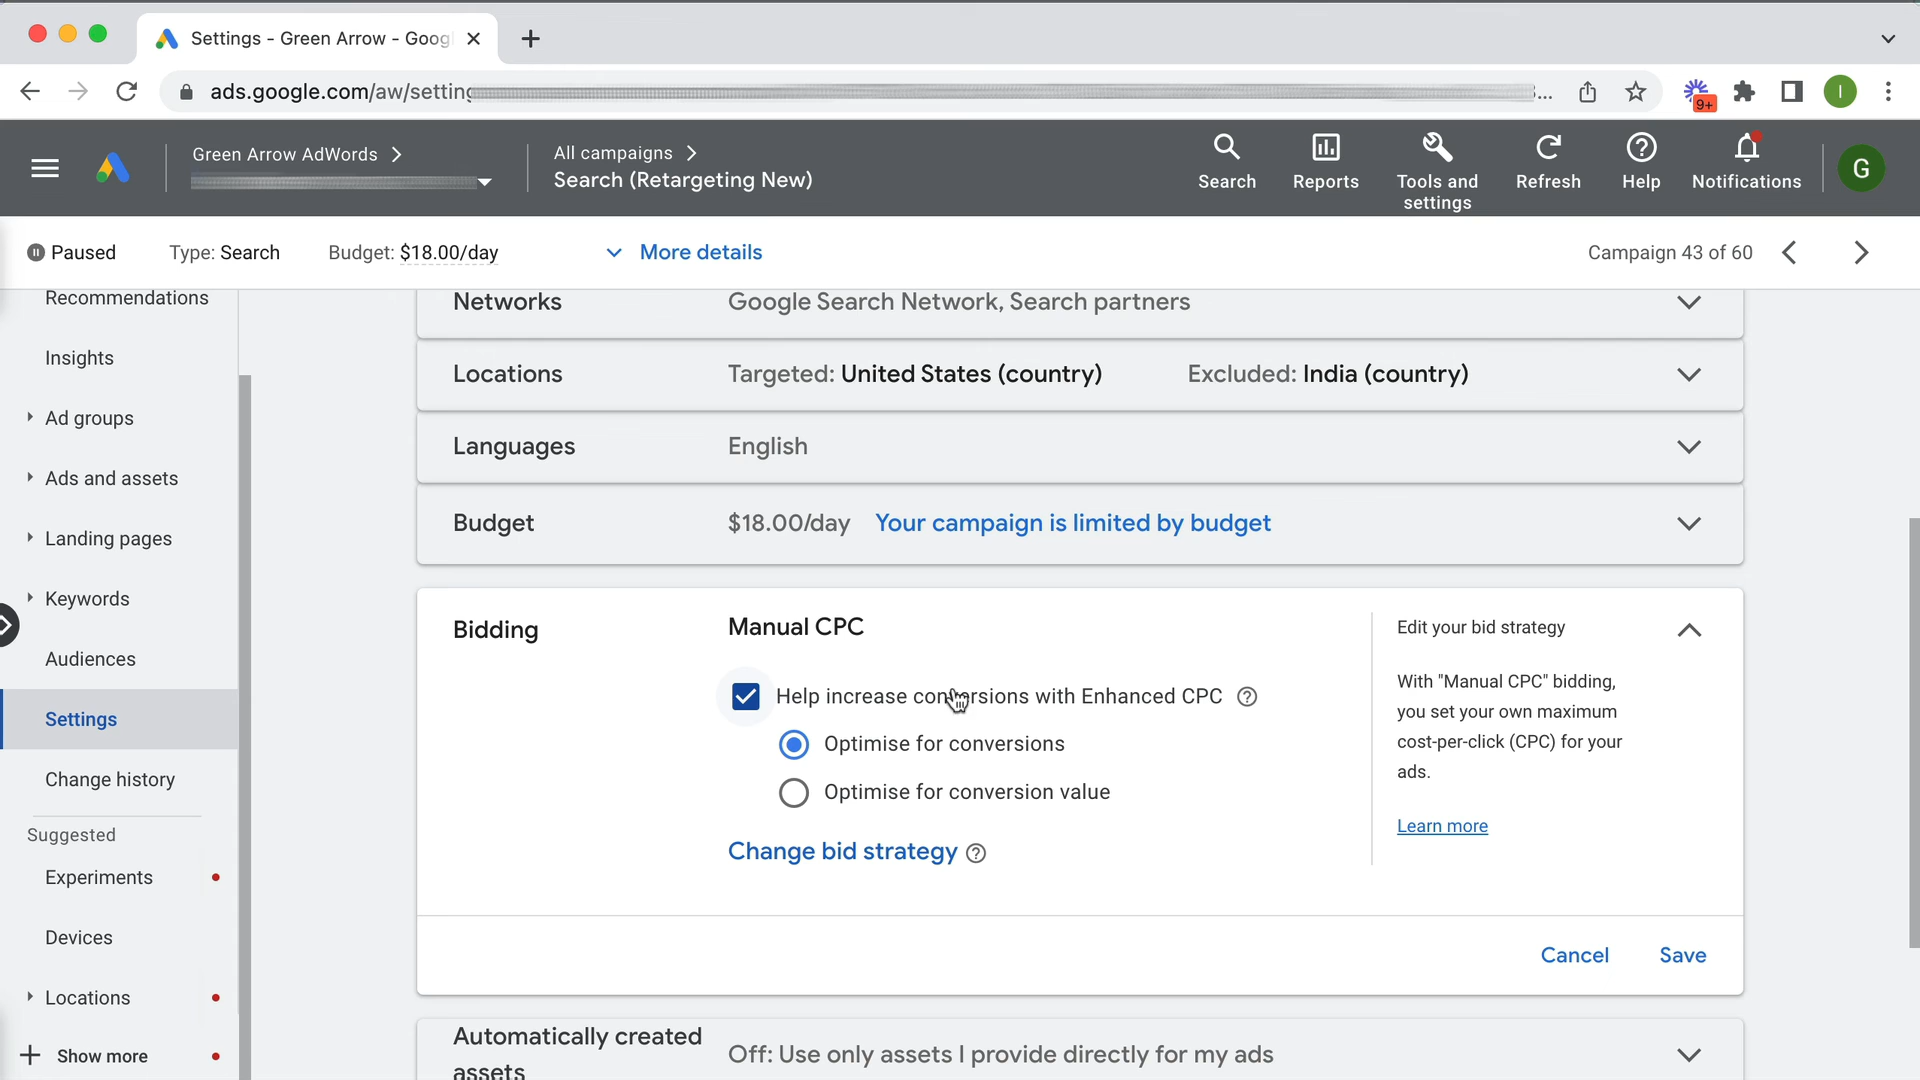 Settings - Green Arrow - Goog
ads.google.com/aw/setting ...
9+
I
Green Arrow AdWords
All campaigns
Search (Retargeting New)
Search
Reports
Tools and
settings
Refresh
Help
Notifications
G
Paused
Type: Search
Budget: $18.00/day
More details
Campaign 43 of 60
Recommendations
Insights
Ad groups
Ads and assets
Landing pages
Keywords
Audiences
Settings
Change history
Suggested
Experiments
Devices
Locations
Show more
Networks
Google Search Network, Search partners
Locations
Targeted: United States (country)
Excluded: India (country)
Languages
English
Budget
$18.00/day
Your campaign is limited by budget
Bidding
Manual CPC
Help increase conversions with Enhanced CPC
Optimise for conversions
Optimise for conversion value
Change bid strategy
Edit your bid strategy
With "Manual CPC" bidding,
you set your own maximum
cost-per-click (CPC) for your
ads.
Learn more
Cancel
Save
Automatically created
assets
Off: Use only assets I provide directly for my ads